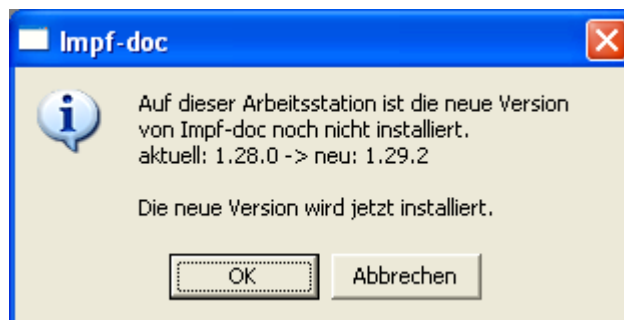 Impf-doc
Auf dieser Arbeitsstation ist die neue Version
von Impf-doc noch nicht installiert.
aktuell: 1.28.0 -> neu: 1.29.2
Die neue Version wird jetzt installiert.
OK
Abbrechen